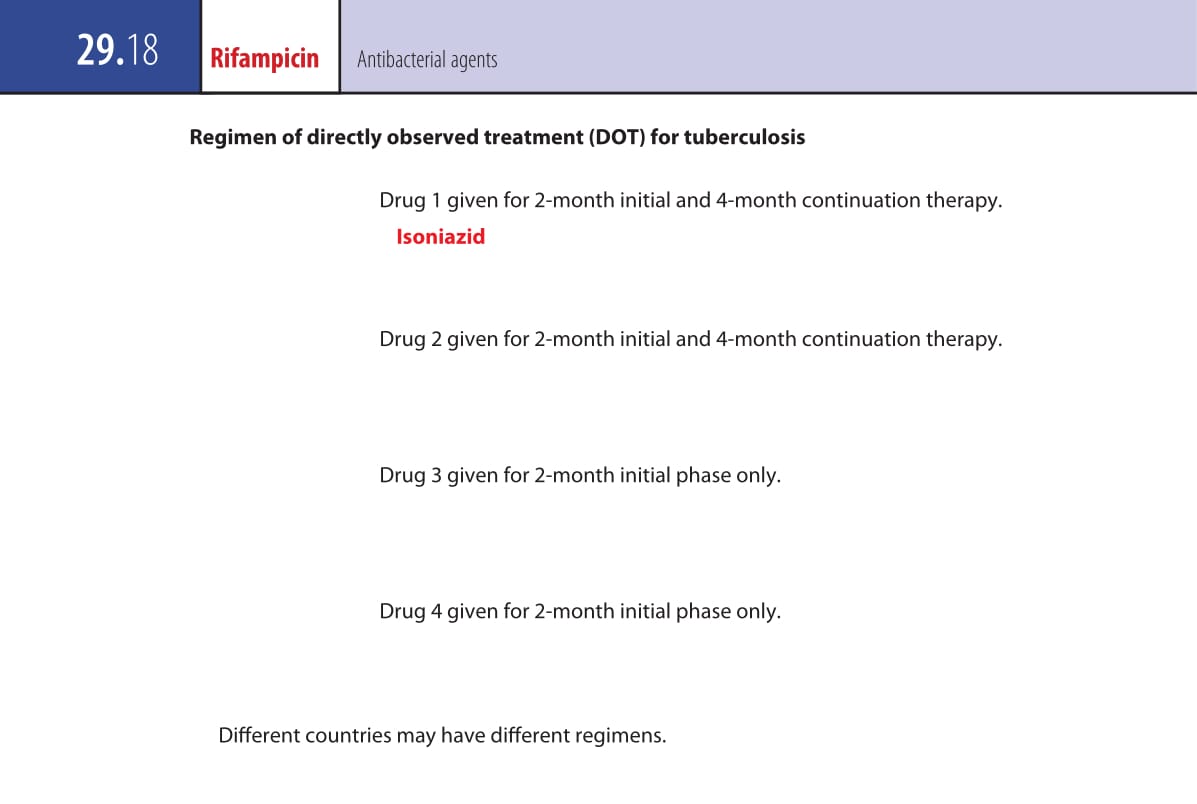 29.18
Rifampicin
Antibacterial agents
Regimen of directly observed treatment (DOT) for tuberculosis
Drug 1 given for 2-month initial and 4-month continuation therapy.
Isoniazid
Drug 2 given for 2-month initial and 4-month continuation therapy.
Drug 3 given for 2-month initial phase only.
Drug 4 given for 2-month initial phase only.
Different countries may have different regimens.